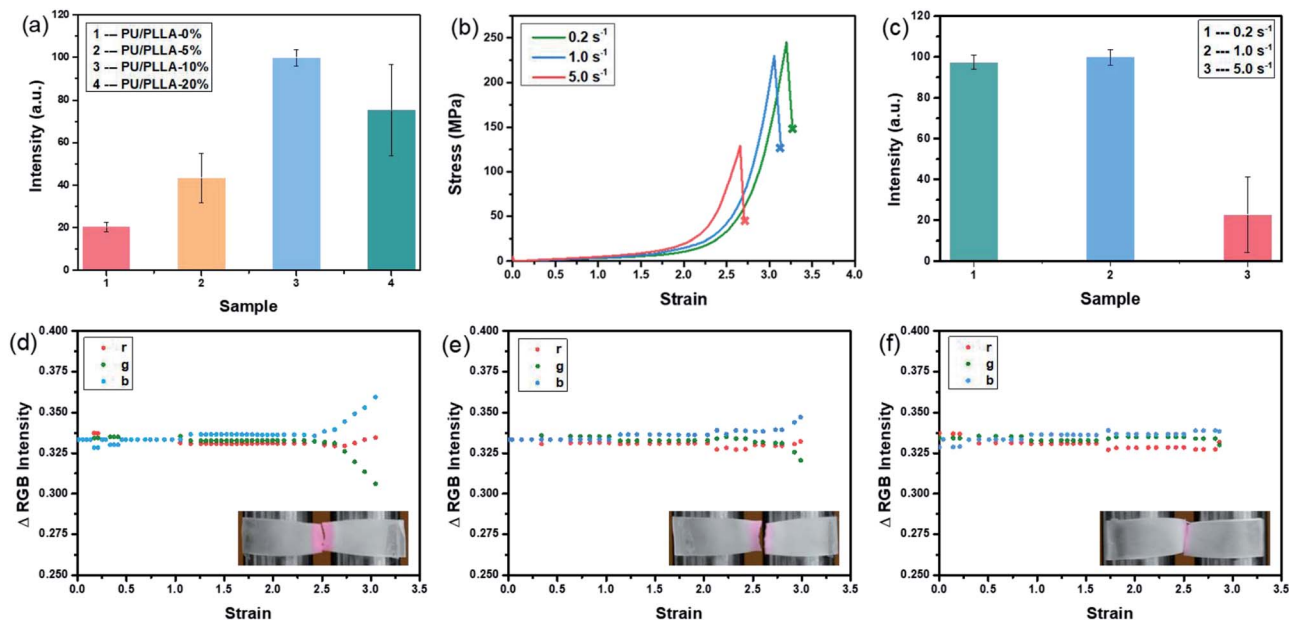 (a)
120
100
80
60
40
20
0
Intensity (a.u.)
1 --- PU/PLLA-0%
2 --- PU/PLLA-5%
3 --- PU/PLLA-10%
4 --- PU/PLLA-20%
1 2 3 4
Sample
(b)
250
200
150
100
50
0
Stress (MPa)
0.2 s⁻¹
1.0 s⁻¹
5.0 s⁻¹
0.0 0.5 1.0 1.5 2.0 2.5 3.0 3.5 4.0
Strain
(c)
120
100
80
60
40
20
0
Intensity (a.u.)
1 --- 0.2 s⁻¹
2 --- 1.0 s⁻¹
3 --- 5.0 s⁻¹
1 2 3
Sample
(d)
0.400
0.375
0.350
0.325
0.300
0.275
0.250
Δ RGB Intensity
r
g
b
0.0 0.5 1.0 1.5 2.0 2.5 3.0 3.5
Strain
(e)
0.400
0.375
0.350
0.325
0.300
0.275
0.250
Δ RGB Intensity
r
g
b
0.0 0.5 1.0 1.5 2.0 2.5 3.0 3.5
Strain
(f)
0.400
0.375
0.350
0.325
0.300
0.275
0.250
Δ RGB Intensity
r
g
b
0.0 0.5 1.0 1.5 2.0 2.5 3.0 3.5
Strain